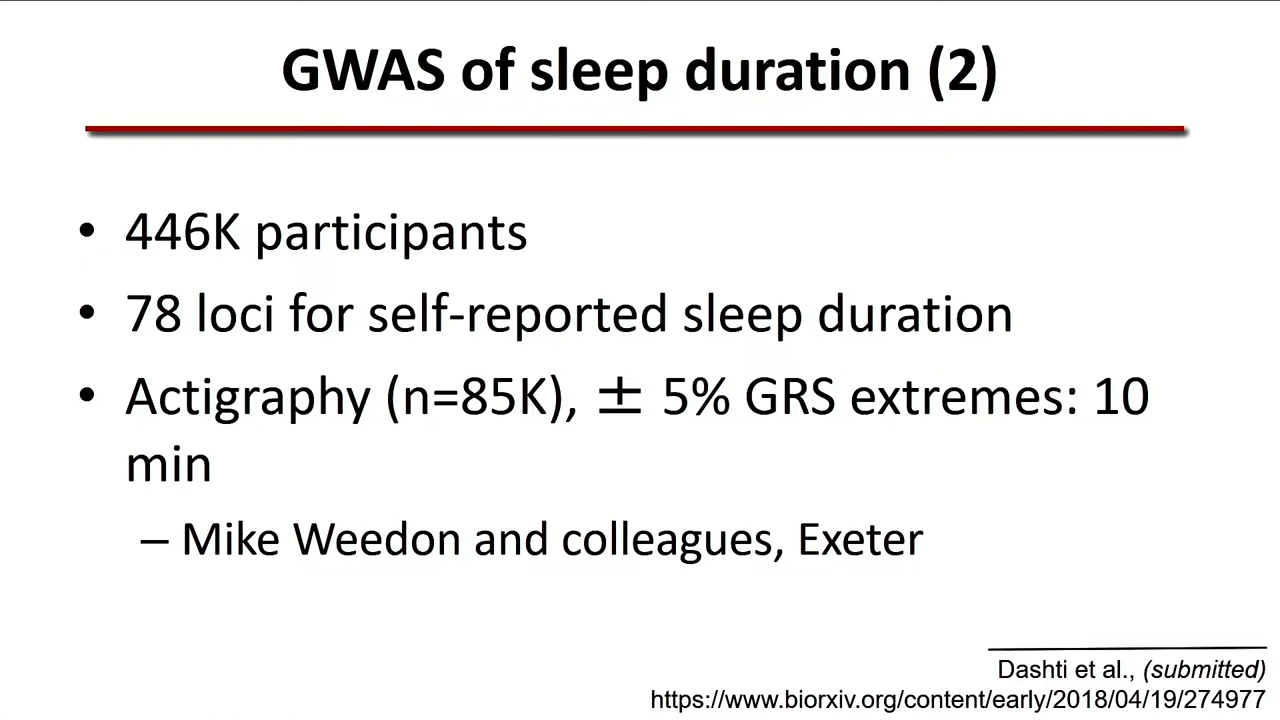 GWAS of sleep duration (2)
• 446K participants
• 78 loci for self-reported sleep duration
• Actigraphy (n=85K), ± 5% GRS extremes: 10
min
– Mike Weedon and colleagues, Exeter
Dashti et al., (submitted)
https://www.biorxiv.org/content/early/2018/04/19/274977